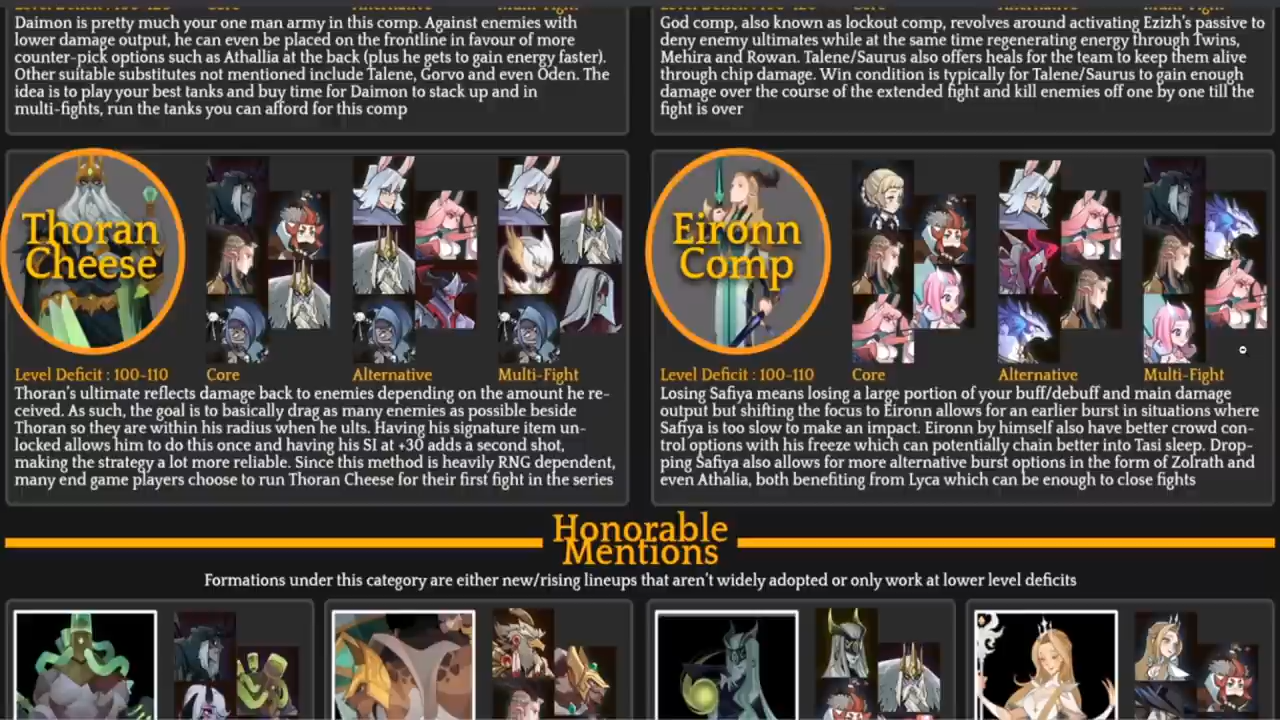 Daimon is pretty much your one man army in this comp. Against enemies with
lower damage output, he can even be placed on the frontline in favour of more
counter-pick options such as Athallia at the back (plus he gets to gain energy faster).
Other suitable substitutes not mentioned include Talene, Gorvo and even Oden. The
idea is to play your best tanks and buy time for Daimon to stack up and in
multi-fights, run the tanks you can afford for this comp
God comp, also known as lockout comp, revolves around activating Ezizh's passive to
deny enemy ultimates while at the same time regenerating energy through Twins,
Mehira and Rowan. Talene/Saurus also offers heals for the team to keep them alive
through chip damage. Win condition is typically for Talene/Saurus to gain enough
damage over the course of the extended fight and kill enemies off one by one till the
fight is over
Thoran
Cheese
Level Deficit : 100-110
Core
Alternative
Multi-Fight
Thoran's ultimate reflects damage back to enemies depending on the amount he re-
ceived. As such, the goal is to basically drag as many enemies as possible beside
Thoran so they are within his radius when he ults. Having his signature item un-
locked allows him to do this once and having his SI at +30 adds a second shot,
making the strategy a lot more reliable. Since this method is heavily RNG dependent,
many end game players choose to run Thoran Cheese for their first fight in the series
Eironn
Comp
Level Deficit : 100-110
Core
Alternative
Multi-Fight
Losing Safiya means losing a large portion of your buff/debuff and main damage
output but shifting the focus to Eironn allows for an earlier burst in situations where
Safiya is too slow to make an impact. Eironn by himself also have better crowd con-
trol options with his freeze which can potentially chain better into Tasi sleep. Drop-
ping Safiya also allows for more alternative burst options in the form of Zolrath and
even Athalia, both benefiting from Lyca which can be enough to close fights
Honorable
Mentions
Formations under this category are either new/rising lineups that aren't widely adopted or only work at lower level deficits